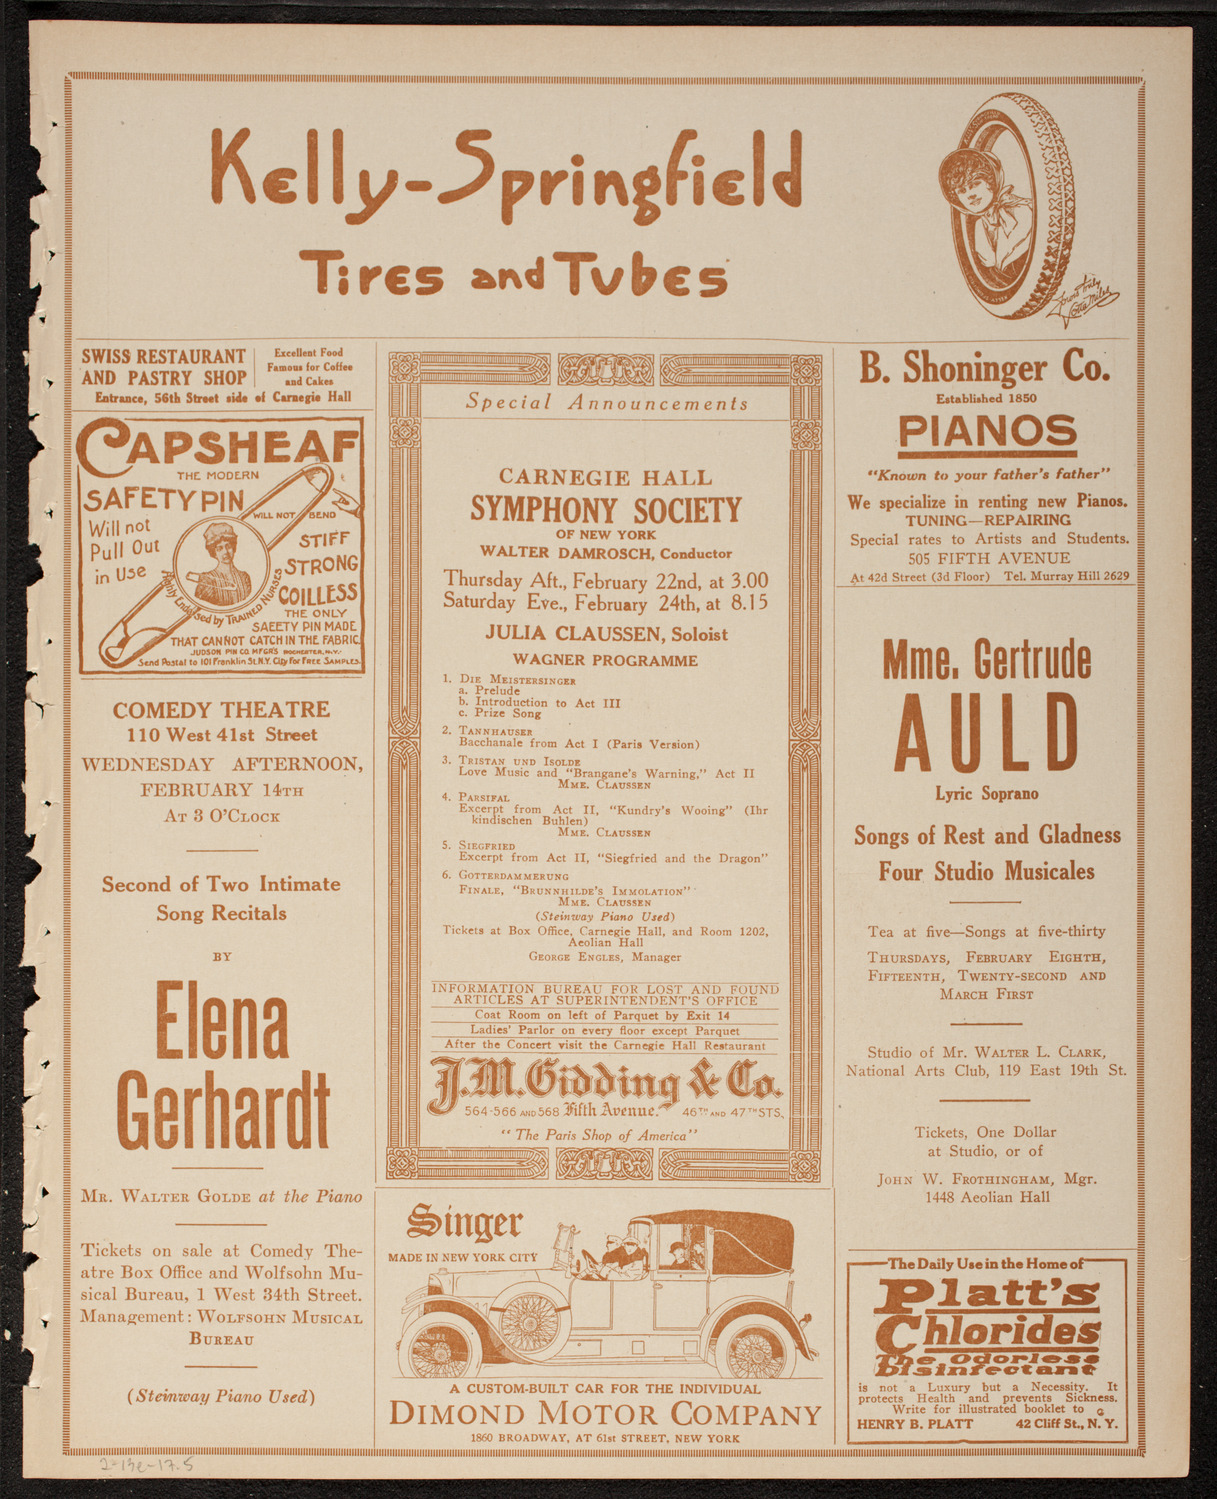 Kelly-Springfield
Tires and Tubes
SWISS RESTAURANT
AND PASTRY SHOP
Excellent Food
Famous for Coffee
and Cakes
Entrance, 56th Street side of Carnegie Hall
CAPSHEAF
THE MODERN
SAFETY PIN
WILL NOT BEND
Will not
Pull Out
in Use
STIFF
STRONG
COILLESS
Endorsed by TRAINED NURSES
THE ONLY
SAFETY PIN MADE
THAT CANNOT CATCH IN THE FABRIC.
JUDSON PIN CO. MFGRS ROCHESTER, N.Y.
Send Postal to 101 Franklin St. N.Y. City For FREE SAMPLES.
COMEDY THEATRE
110 West 41st Street
WEDNESDAY AFTERNOON,
FEBRUARY 14TH
AT 3 O'CLOCK
Second of Two Intimate
Song Recitals
BY
Elena
Gerhardt
MR. WALTER GOLDE at the Piano
Tickets on sale at Comedy The-
atre Box Office and Wolfsohn Mu-
sical Bureau, 1 West 34th Street.
Management: WOLFSOHN MUSICAL
BUREAU
(Steinway Piano Used)
Special Announcements
CARNEGIE HALL
SYMPHONY SOCIETY
OF NEW YORK
WALTER DAMROSCH, Conductor
Thursday Aft., February 22nd, at 3.00
Saturday Eve., February 24th, at 8.15
JULIA CLAUSSEN, Soloist
WAGNER PROGRAMME
1. DIE MEISTERSINGER
a. Prelude
b. Introduction to Act III
c. Prize Song
2. TANNHAUSER
Bacchanale from Act I (Paris Version)
3. TRISTAN UND ISOLDE
Love Music and "Brangane's Warning," Act II
MME. CLAUSSEN
4. PARSIFAL
Excerpt from Act II, "Kundry's Wooing" (Ihr
kindischen Buhlen)
MME. CLAUSSEN
5. SIEGFRIED
Excerpt from Act II, "Siegfried and the Dragon"
6. GOTTERDAMMERUNG
FINALE, "BRUNNHILDE'S IMMOLATION"
MME. CLAUSSEN
(Steinway Piano Used)
Tickets at Box Office, Carnegie Hall, and Room 1202,
Aeolian Hall
GEORGE ENGLES, Manager
INFORMATION BUREAU FOR LOST AND FOUND
ARTICLES AT SUPERINTENDENT'S OFFICE
Coat Room on left of Parquet by Exit 14
Ladies' Parlor on every floor except Parquet
After the Concert visit the Carnegie Hall Restaurant
J.M. Gidding & Co.
564-566 AND 568 Fifth Avenue. 46TH AND 47TH STS.
"The Paris Shop of America"
Singer
MADE IN NEW YORK CITY
A CUSTOM-BUILT CAR FOR THE INDIVIDUAL
DIMOND MOTOR COMPANY
1860 BROADWAY, AT 61st STREET, NEW YORK
B. Shoninger Co.
Established 1850
PIANOS
"Known to your father's father"
We specialize in renting new Pianos.
TUNING—REPAIRING
Special rates to Artists and Students.
505 FIFTH AVENUE
At 42d Street (3d Floor) Tel. Murray Hill 2629
Mme. Gertrude
AULD
Lyric Soprano
Songs of Rest and Gladness
Four Studio Musicales
Tea at five—Songs at five-thirty
THURSDAYS, FEBRUARY EIGHTH,
FIFTEENTH, TWENTY-SECOND AND
MARCH FIRST
Studio of Mr. WALTER L. CLARK,
National Arts Club, 119 East 19th St.
Tickets, One Dollar
at Studio, or of
JOHN W. FROTHINGHAM, Mgr.
1448 Aeolian Hall
The Daily Use in the Home of
Platt's
Chlorides
The Odorless
Disinfectant
is not a Luxury but a Necessity. It
protects Health and prevents Sickness.
Write for illustrated booklet to
HENRY B. PLATT 42 Cliff St., N. Y.